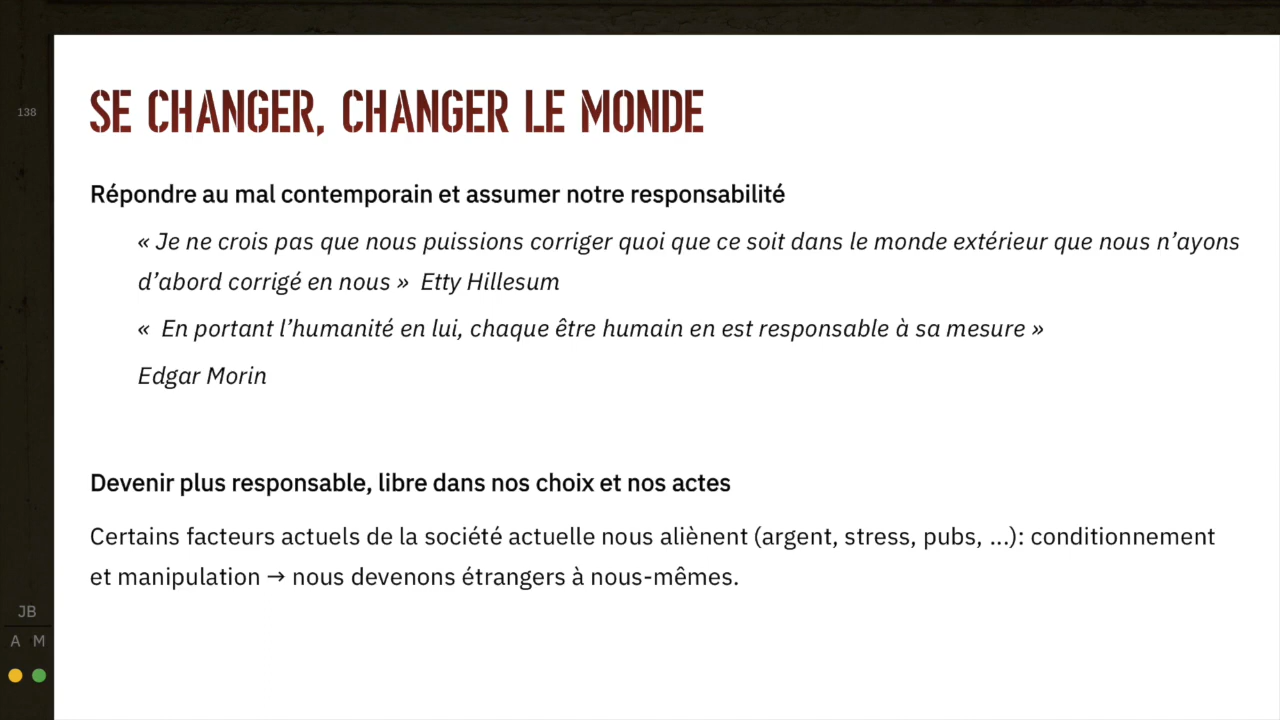 138
SE CHANGER, CHANGER LE MONDE
Répondre au mal contemporain et assumer notre responsabilité
« Je ne crois pas que nous puissions corriger quoi que ce soit dans le monde extérieur que nous n’ayons
d’abord corrigé en nous » Etty Hillesum
« En portant l’humanité en lui, chaque être humain en est responsable à sa mesure »
Edgar Morin
Devenir plus responsable, libre dans nos choix et nos actes
Certains facteurs actuels de la société actuelle nous aliènent (argent, stress, pubs, ...): conditionnement
et manipulation → nous devenons étrangers à nous-mêmes.
JB
A M